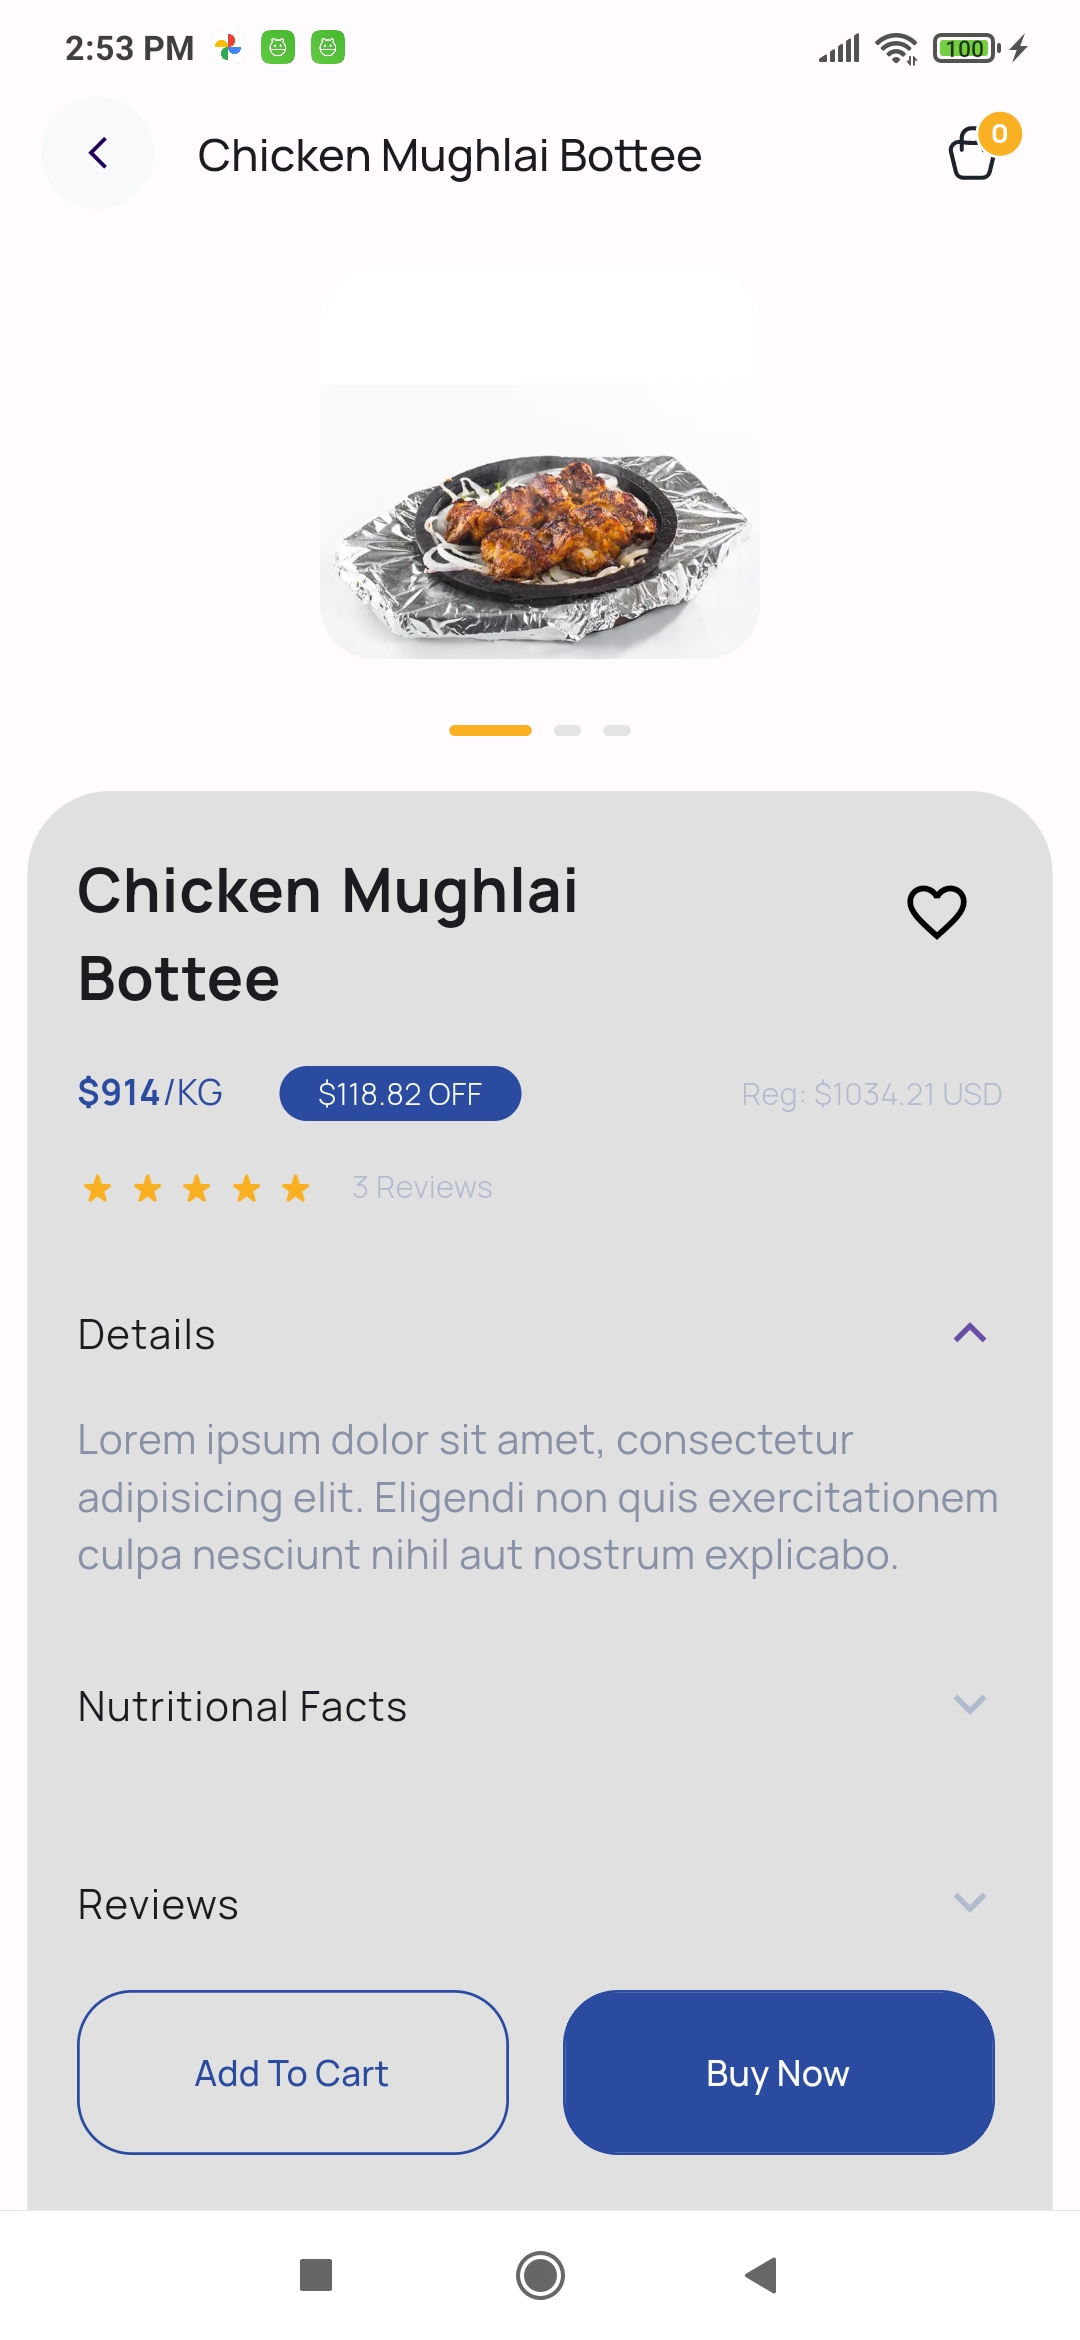 2:53 PM
100
Chicken Mughlai Bottee
0
Chicken Mughlai
Bottee
$914/KG
$118.82 OFF
Reg: $1034.21 USD
3 Reviews
Details
Lorem ipsum dolor sit amet, consectetur
adipisicing elit. Eligendi non quis exercitationem
culpa nesciunt nihil aut nostrum explicabo.
Nutritional Facts
Reviews
Add To Cart
Buy Now